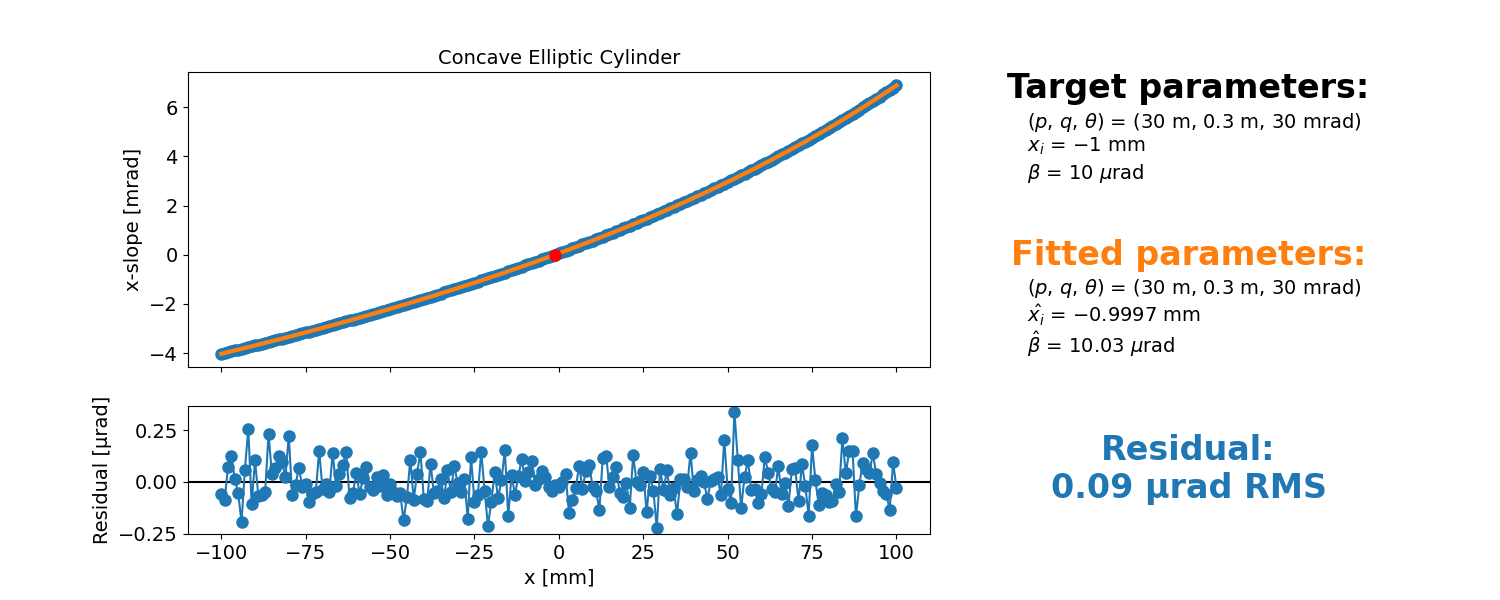 Concave Elliptic Cylinder
x-slope [mrad]
6
4
2
0
−2
−4
Residual [μrad]
0.25
0.00
−0.25
−100 −75 −50 −25 0 25 50 75 100
x [mm]
Target parameters:
(p, q, θ) = (30 m, 0.3 m, 30 mrad)
xᵢ = −1 mm
β = 10 μrad
Fitted parameters:
(p, q, θ) = (30 m, 0.3 m, 30 mrad)
x̂ᵢ = −0.9997 mm
β̂ = 10.03 μrad
Residual:
0.09 μrad RMS